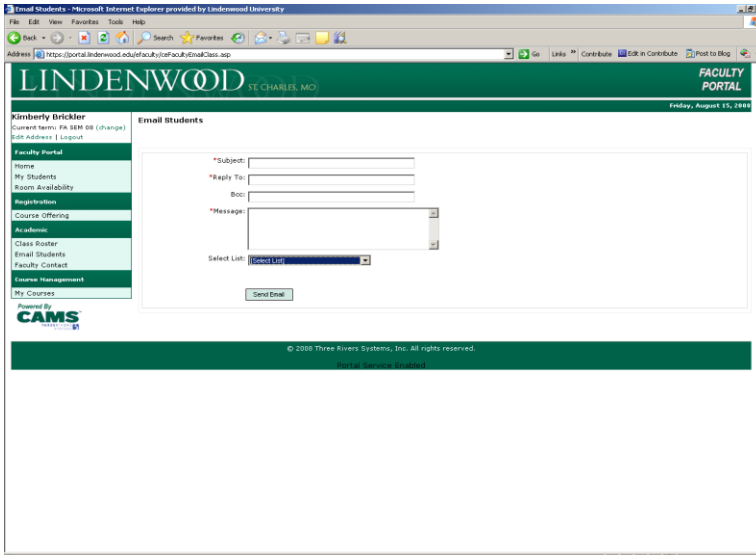 Email Students - Microsoft Internet Explorer provided by Lindenwood University
File Edit View Favorites Tools Help
Back Search Favorites
Address https://portal.lindenwood.edu/efaculty/ceFacultyEmailClass.asp Go Links » Contribute Edit in Contribute Post to Blog
LINDENWOOD ST. CHARLES, MO
FACULTY
PORTAL
Friday, August 15, 2008
Kimberly Brickler
Current term: FA SEM 08 (change)
Edit Address | Logout
Faculty Portal
Home
My Students
Room Availability
Registration
Course Offering
Academic
Class Roster
Email Students
Faculty Contact
Course Management
My Courses
Powered By
CAMS
Email Students
*Subject:
*Reply To:
Bcc:
*Message:
Select List: [Select List]
Send Email
© 2008 Three Rivers Systems, Inc. All rights reserved.
Portal Service Enabled